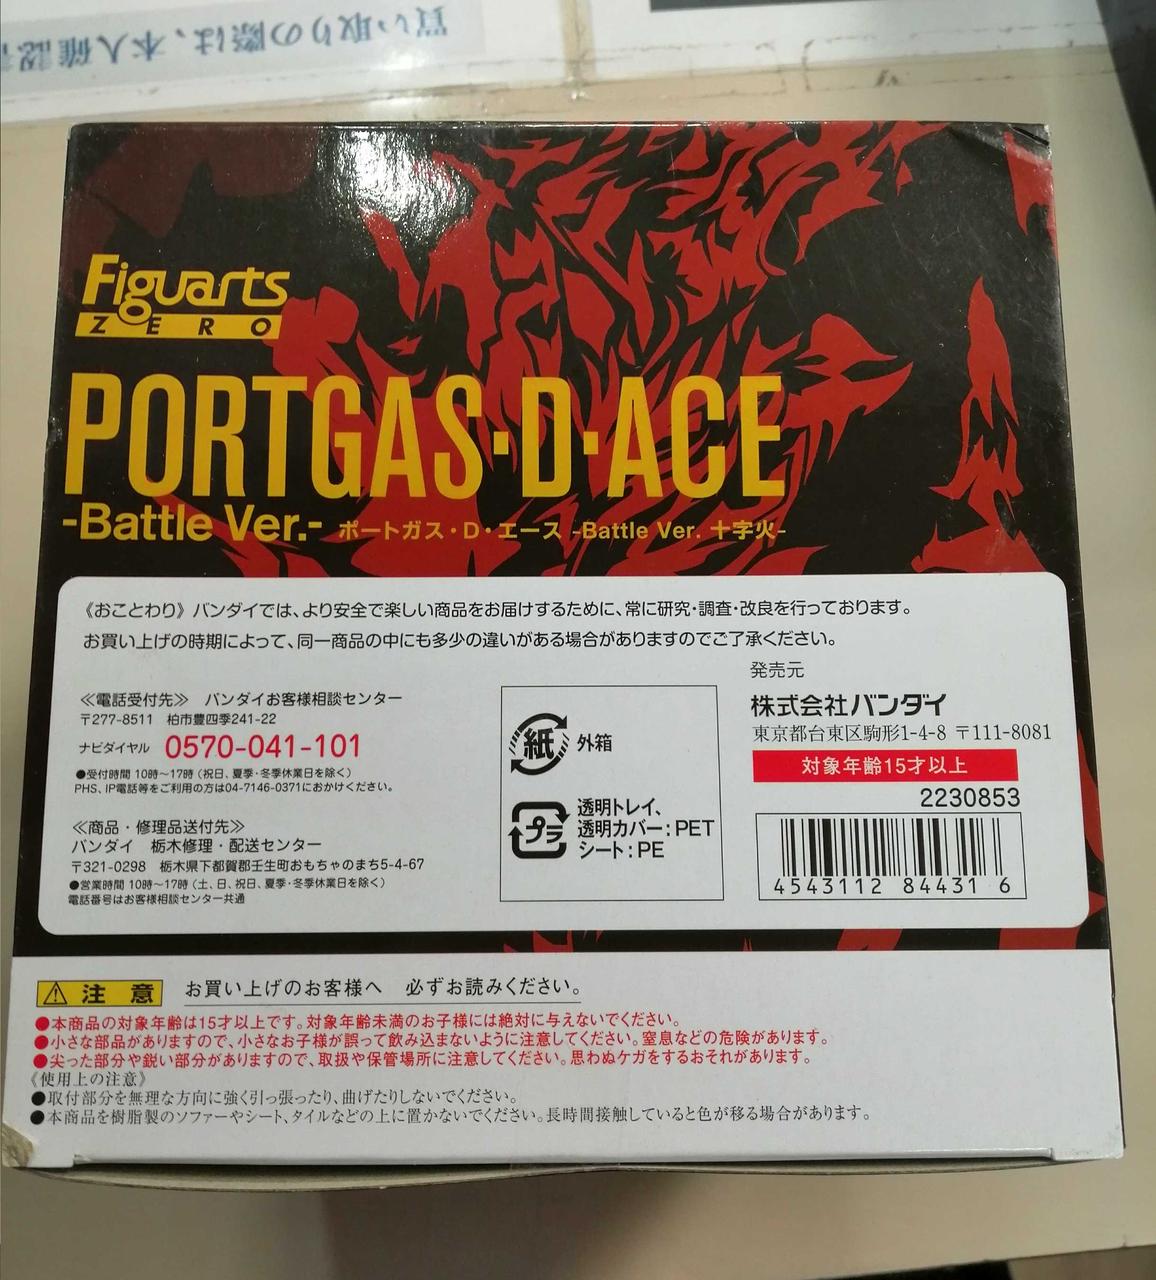 買い取りの際は、本人確認
Figuarts
ZERO
PORTGAS・D・ACE
-Battle Ver.- ポートガス・D・エース -Battle Ver. 十字火-
《おことわり》バンダイでは、より安全で楽しい商品をお届けするために、常に研究・調査・改良を行っております。
お買い上げの時期によって、同一商品の中にも多少の違いがある場合がありますのでご了承ください。
≪電話受付先≫ バンダイお客様相談センター
〒277-8511 柏市豊四季241-22
ナビダイヤル 0570-041-101
●受付時間 10時〜17時（祝日、夏季・冬季休業日を除く）
PHS、IP電話等をご利用の方は04-7146-0371におかけください。
≪商品・修理品送付先≫
バンダイ 栃木修理・配送センター
〒321-0298 栃木県下都賀郡壬生町おもちゃのまち5-4-67
●営業時間 10時〜17時（土、日、祝日、夏季・冬季休業日を除く）
電話番号はお客様相談センター共通
紙 外箱
プラ 透明トレイ、
透明カバー：PET
シート：PE
発売元
株式会社バンダイ
東京都台東区駒形1-4-8 〒111-8081
対象年齢15才以上
2230853
4543112 84431 6
⚠注意 お買い上げのお客様へ 必ずお読みください。
●本商品の対象年齢は15才以上です。対象年齢未満のお子様には絶対に与えないでください。
●小さな部品がありますので、小さなお子様が誤って飲み込まないように注意してください。窒息などの危険があります。
●尖った部分や鋭い部分がありますので、取扱や保管場所に注意してください。思わぬケガをするおそれがあります。
《使用上の注意》
●取付部分を無理な方向に強く引っ張ったり、曲げたりしないでください。
●本商品を樹脂製のソファーやシート、タイルなどの上に置かないでください。長時間接触していると色が移る場合があります。